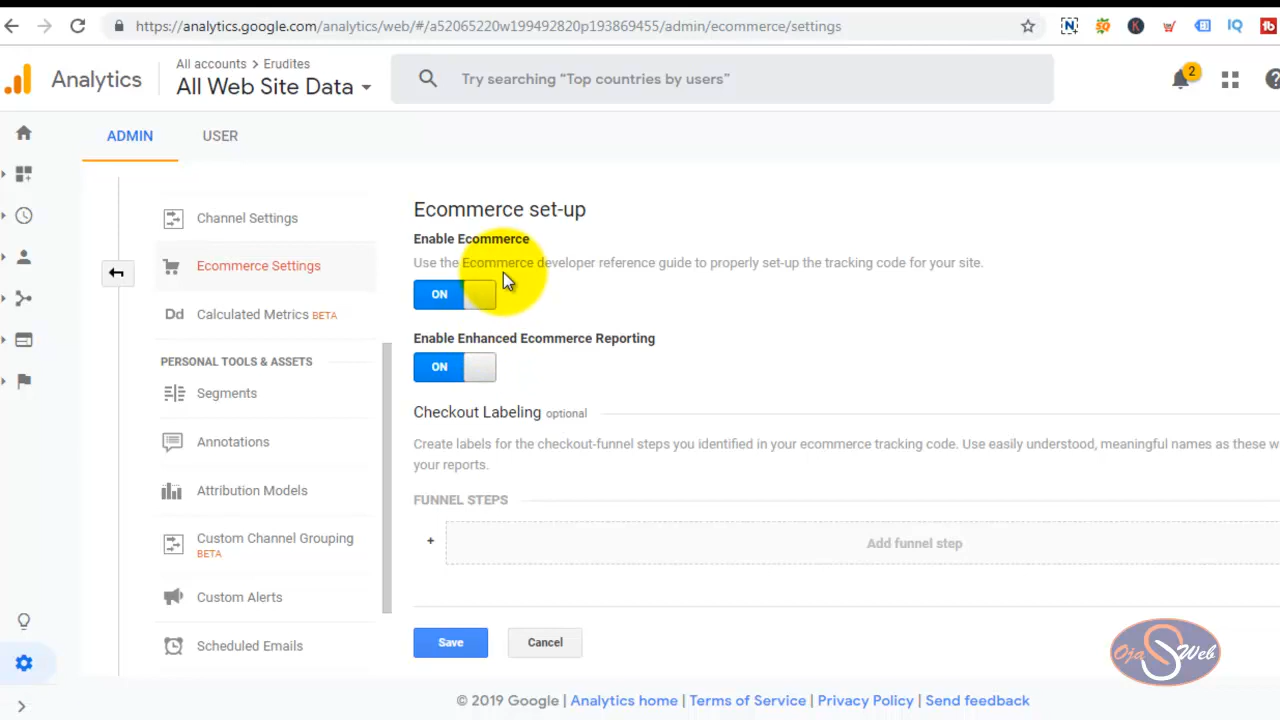 https://analytics.google.com/analytics/web/#/a52065220w199492820p193869455/admin/ecommerce/settings
Analytics
All accounts > Erudites
All Web Site Data
Try searching “Top countries by users”
2
ADMIN
USER
Channel Settings
Ecommerce Settings
Dd Calculated Metrics BETA
PERSONAL TOOLS & ASSETS
Segments
Annotations
Attribution Models
Custom Channel Grouping
BETA
Custom Alerts
Scheduled Emails
Ecommerce set-up
Enable Ecommerce
Use the Ecommerce developer reference guide to properly set-up the tracking code for your site.
ON
Enable Enhanced Ecommerce Reporting
ON
Checkout Labeling optional
Create labels for the checkout-funnel steps you identified in your ecommerce tracking code. Use easily understood, meaningful names as these w
your reports.
FUNNEL STEPS
+ Add funnel step
Save
Cancel
Ojas Web
© 2019 Google | Analytics home | Terms of Service | Privacy Policy | Send feedback